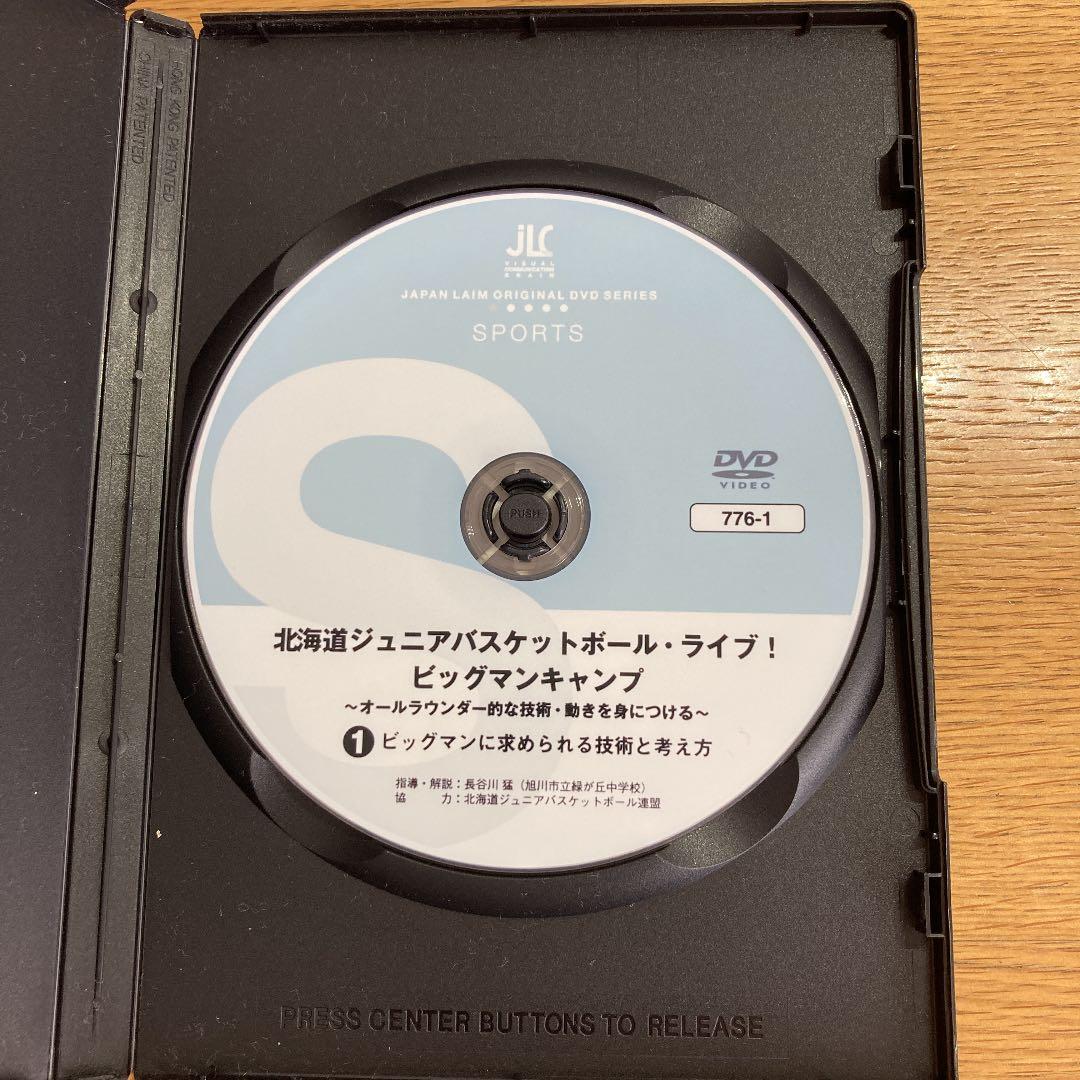 HONG KONG PATENTED
CHINA PATENTED
jLC
VISUAL
COMMUNICATION
BRAIN
JAPAN LAIM ORIGINAL DVD SERIES
SPORTS
DVD
VIDEO
776-1
PUSH
北海道ジュニアバスケットボール・ライブ！
ビッグマンキャンプ
～オールラウンダー的な技術・動きを身につける～
❶ビッグマンに求められる技術と考え方
指導・解説：長谷川 猛（旭川市立緑が丘中学校）
協　　力：北海道ジュニアバスケットボール連盟
PRESS CENTER BUTTONS TO RELEASE